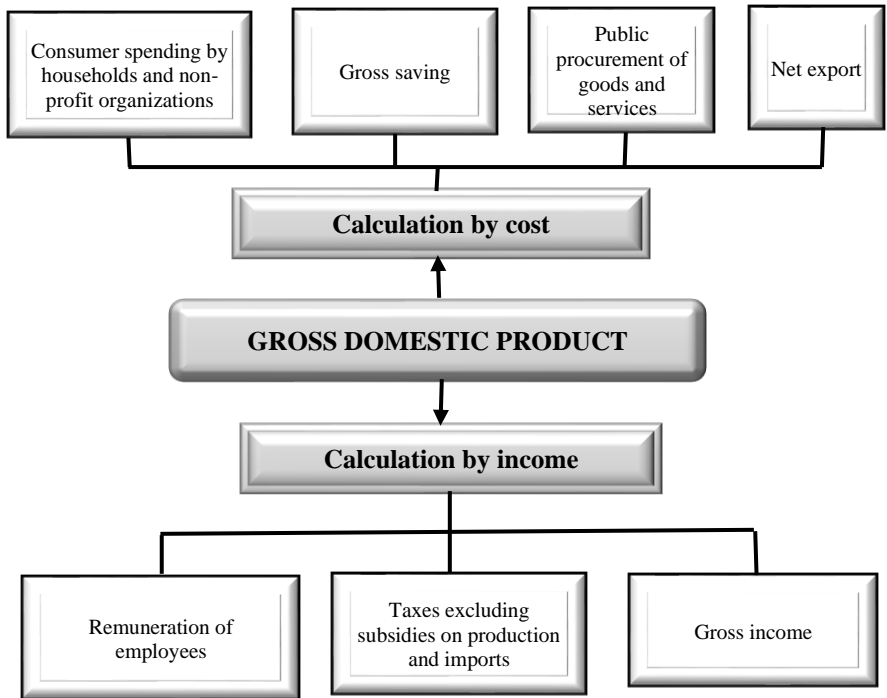 Consumer spending by
households and non-
profit organizations
Gross saving
Public
procurement of
goods and
services
Net export
Calculation by cost
GROSS DOMESTIC PRODUCT
Calculation by income
Remuneration of
employees
Taxes excluding
subsidies on production
and imports
Gross income